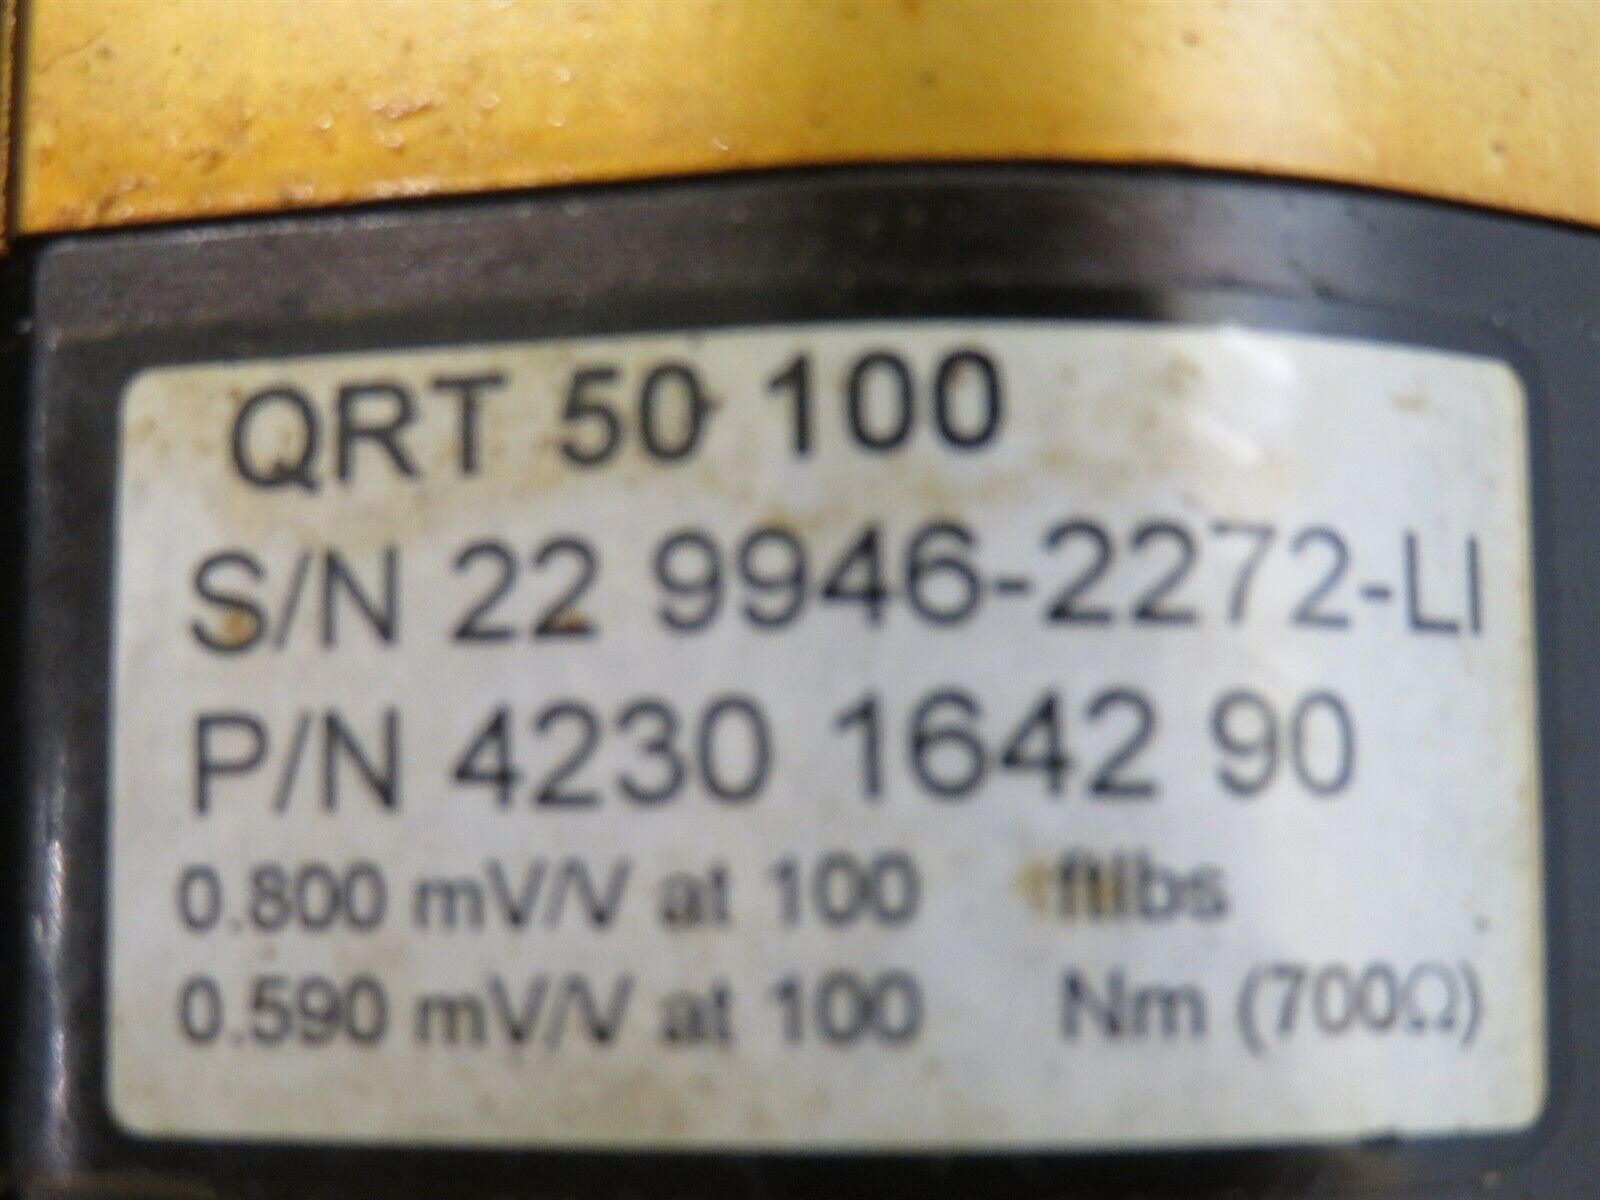 QRT 50 100
S/N 22 9946-2272-LI
P/N 4230 1642 90
0.800 mV/V at 100 ftlbs
0.590 mV/V at 100 Nm (700Ω)